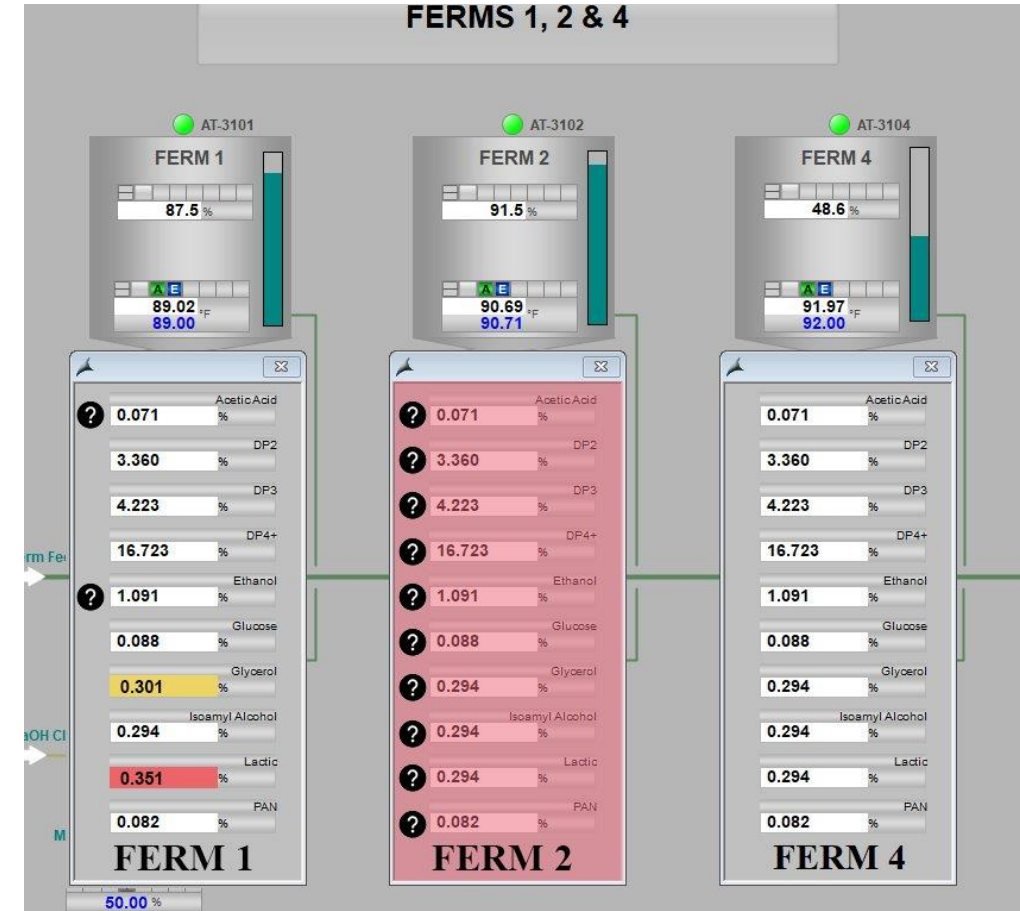 FERMS 1, 2 & 4
AT-3101
FERM 1
87.5 %
A E
89.02 °F
89.00
AT-3102
FERM 2
91.5 %
A E
90.69 °F
90.71
AT-3104
FERM 4
48.6 %
A E
91.97 °F
92.00
Acetic Acid
? 0.071 %
DP2
3.360 %
DP3
4.223 %
DP4+
16.723 %
Ethanol
? 1.091 %
Glucose
0.088 %
Glycerol
0.301 %
Isoamyl Alcohol
0.294 %
Lactic
0.351 %
PAN
0.082 %
FERM 1
Acetic Acid
? 0.071 %
DP2
? 3.360 %
DP3
? 4.223 %
DP4+
? 16.723 %
Ethanol
? 1.091 %
Glucose
? 0.088 %
Glycerol
? 0.294 %
Isoamyl Alcohol
? 0.294 %
Lactic
? 0.294 %
PAN
? 0.082 %
FERM 2
Acetic Acid
0.071 %
DP2
3.360 %
DP3
4.223 %
DP4+
16.723 %
Ethanol
1.091 %
Glucose
0.088 %
Glycerol
0.294 %
Isoamyl Alcohol
0.294 %
Lactic
0.294 %
PAN
0.082 %
FERM 4
50.00 %